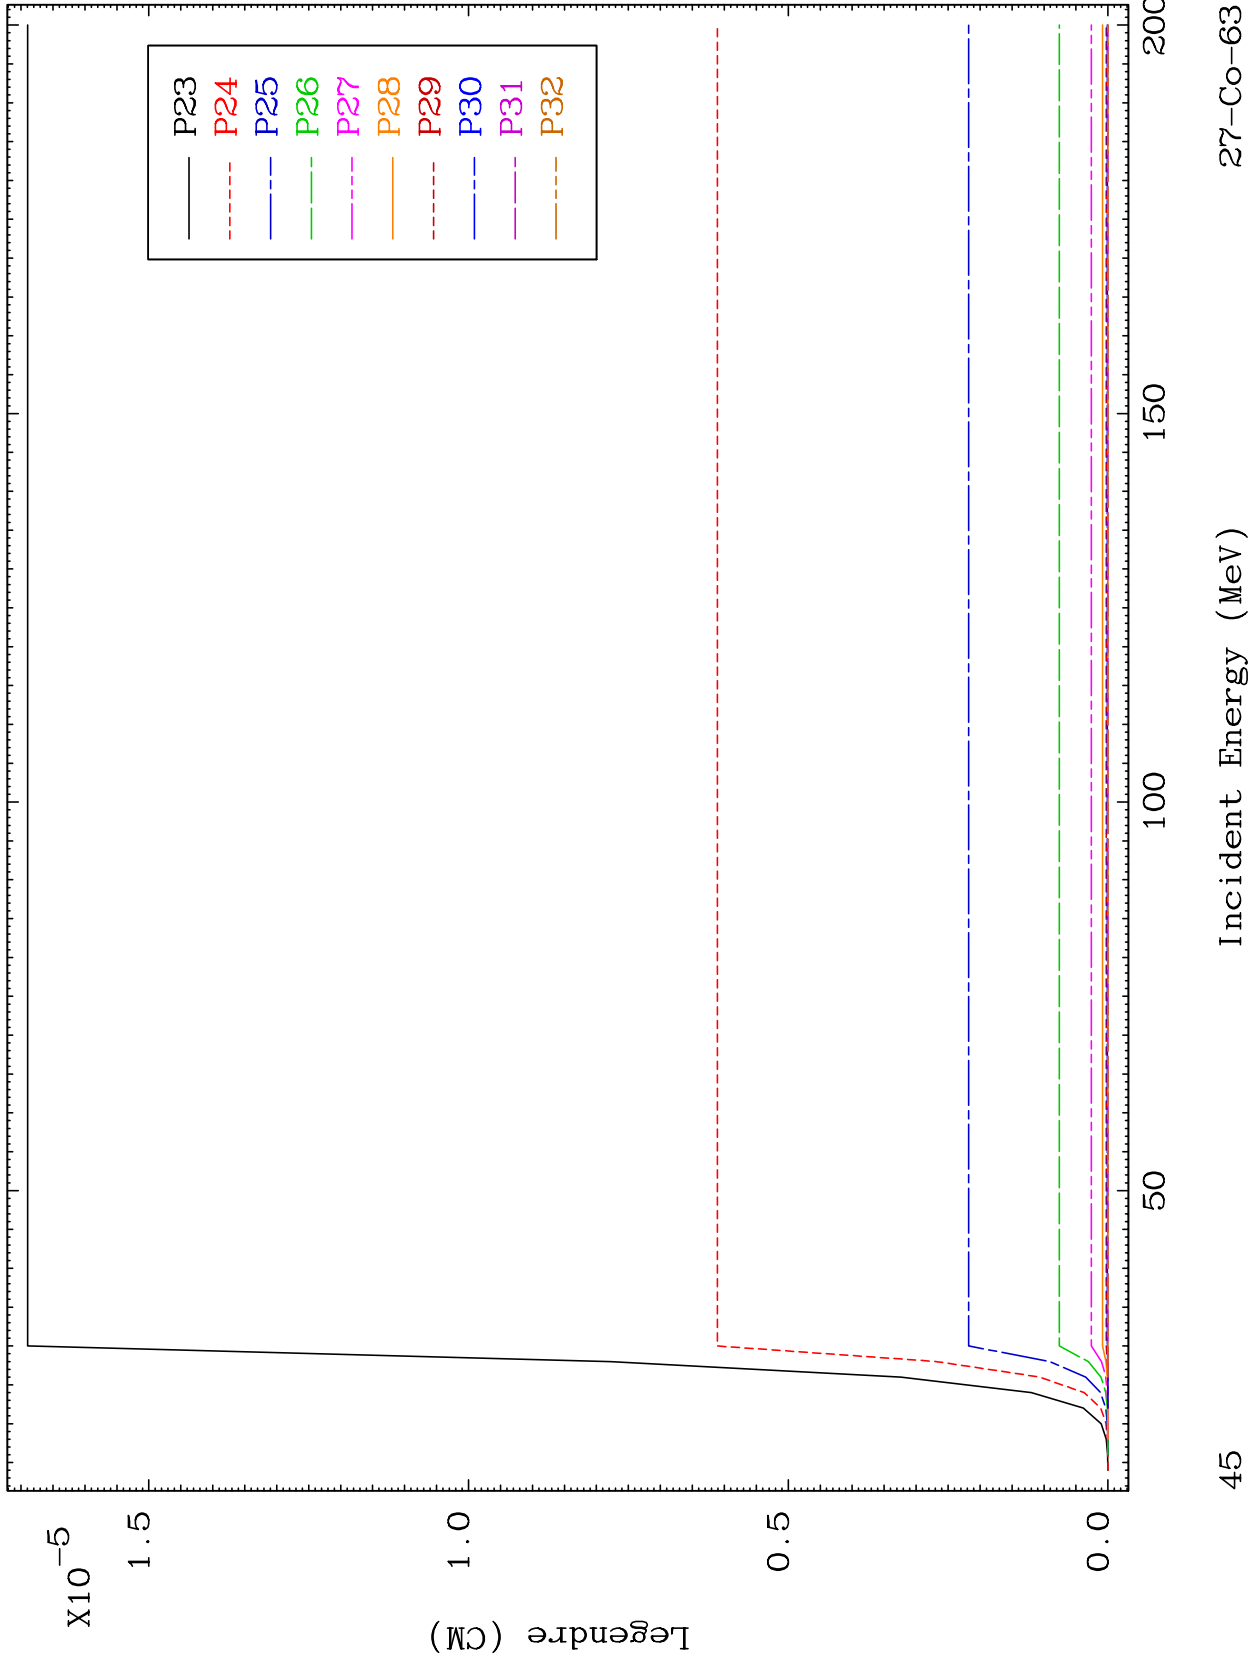 X10-5
1.5
1.0
0.5
0.0
Legendre (CM)
P23
P24
P25
P26
P27
P28
P29
P30
P31
P32
50
100
150
200
Incident Energy (MeV)
45
27-Co-63